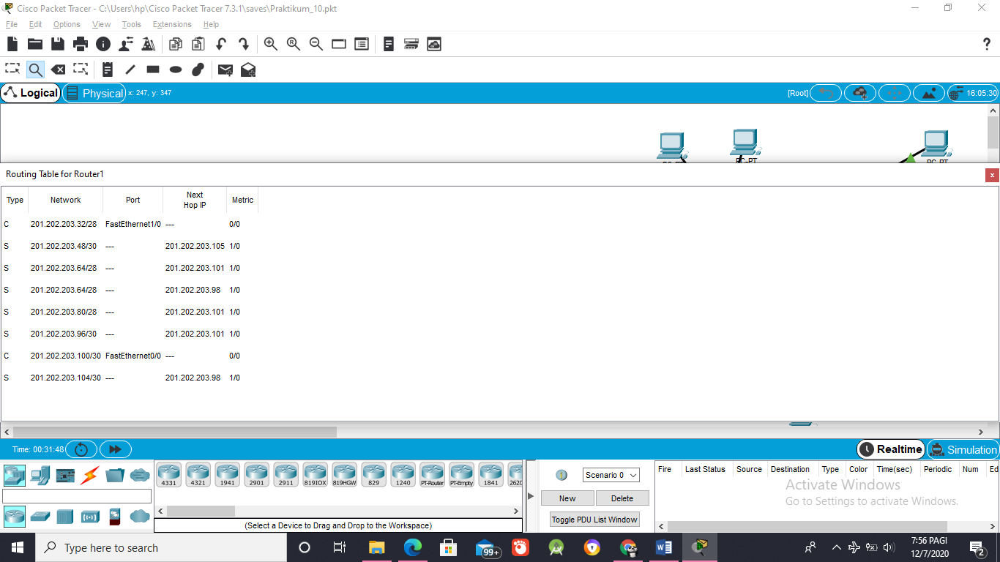 Cisco Packet Tracer - C:\Users\hp\Cisco Packet Tracer 7.3.1\saves\Praktikum_10.pkt
File Edit Options View Tools Extensions Help
?
Logical Physical x: 247, y: 347 [Root] 16:05:30
PC-PT PC-PT
Routing Table for Router1 x
Type Network Port Next Hop IP Metric
C 201.202.203.32/28 FastEthernet1/0 --- 0/0
S 201.202.203.48/30 --- 201.202.203.105 1/0
S 201.202.203.64/28 --- 201.202.203.101 1/0
S 201.202.203.64/28 --- 201.202.203.98 1/0
S 201.202.203.80/28 --- 201.202.203.101 1/0
S 201.202.203.96/30 --- 201.202.203.101 1/0
C 201.202.203.100/30 FastEthernet0/0 --- 0/0
S 201.202.203.104/30 --- 201.202.203.98 1/0
Time: 00:31:48 Realtime Simulation
4331 4321 1941 2901 2911 819IOX 819HGW 829 1240 PT-Router PT-Empty 1841 2620
(Select a Device to Drag and Drop to the Workspace)
Scenario 0
New Delete
Toggle PDU List Window
Fire Last Status Source Destination Type Color Time(sec) Periodic Num Ed
Activate Windows
Go to Settings to activate Windows.
Type here to search
99+
7:56 PAGI
12/7/2020
2